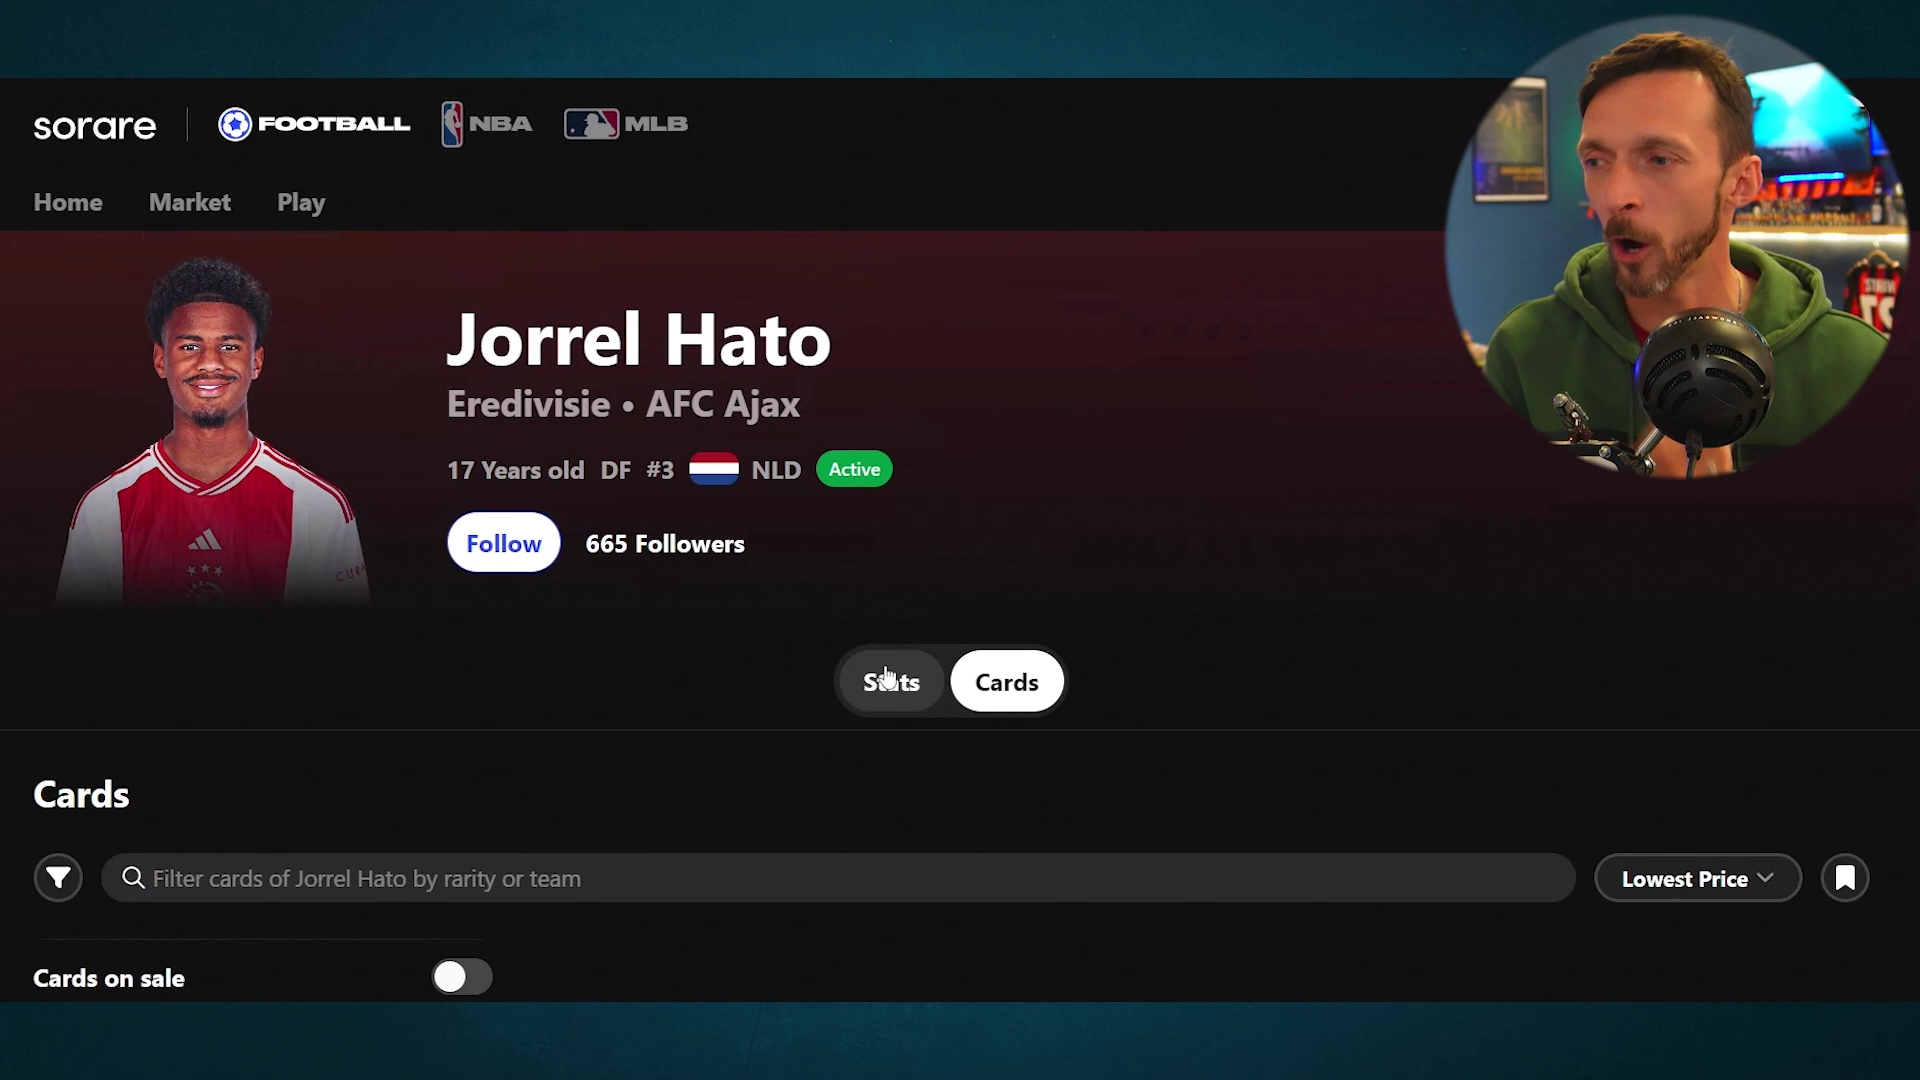 sorare FOOTBALL NBA MLB
Home Market Play
Jorrel Hato
Eredivisie • AFC Ajax
17 Years old DF #3 NLD Active
Follow 665 Followers
Stats Cards
Cards
Filter cards of Jorrel Hato by rarity or team
Lowest Price
Cards on sale